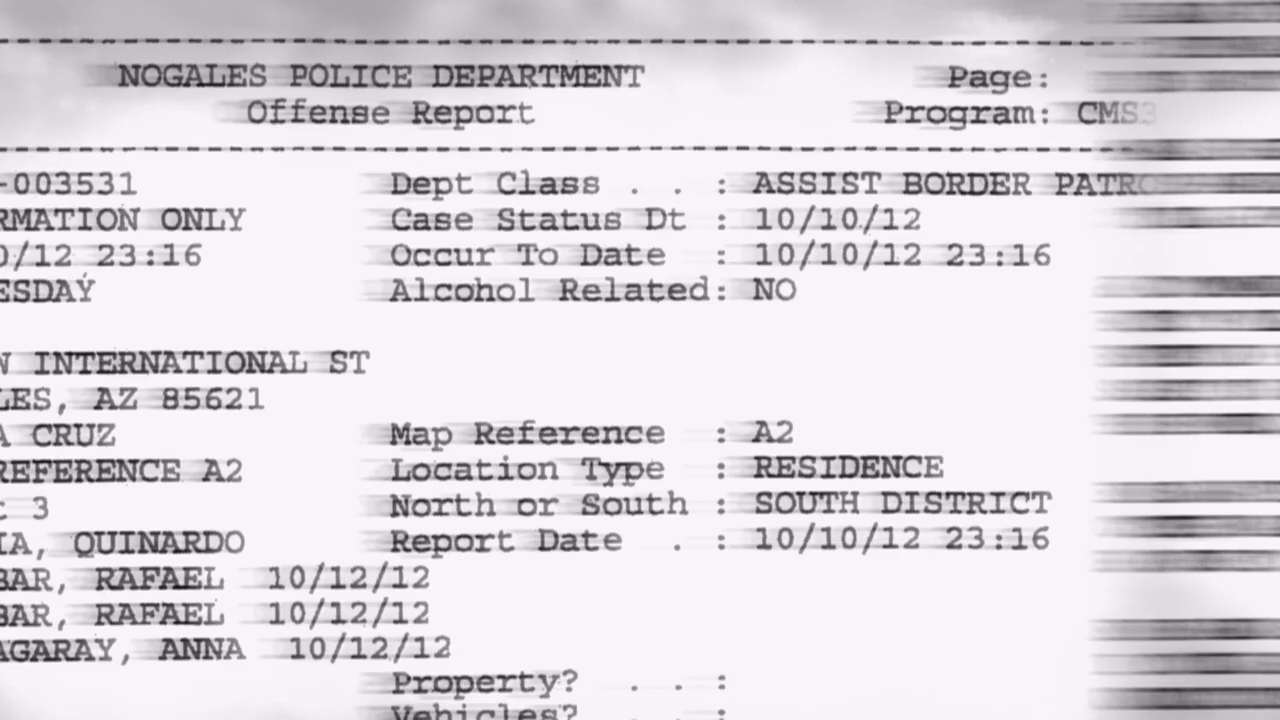 NOGALES POLICE DEPARTMENT Page:
Offense Report Program: CMS3
-003531 Dept Class . . : ASSIST BORDER PATRO
RMATION ONLY Case Status Dt : 10/10/12
0/12 23:16 Occur To Date : 10/10/12 23:16
ESDAY Alcohol Related: NO
W INTERNATIONAL ST
LES, AZ 85621
A CRUZ Map Reference : A2
REFERENCE A2 Location Type : RESIDENCE
t 3 North or South : SOUTH DISTRICT
IA, QUINARDO Report Date . : 10/10/12 23:16
BAR, RAFAEL 10/12/12
BAR, RAFAEL 10/12/12
AGARAY, ANNA 10/12/12
Property? . . :
Vehicles? . . :